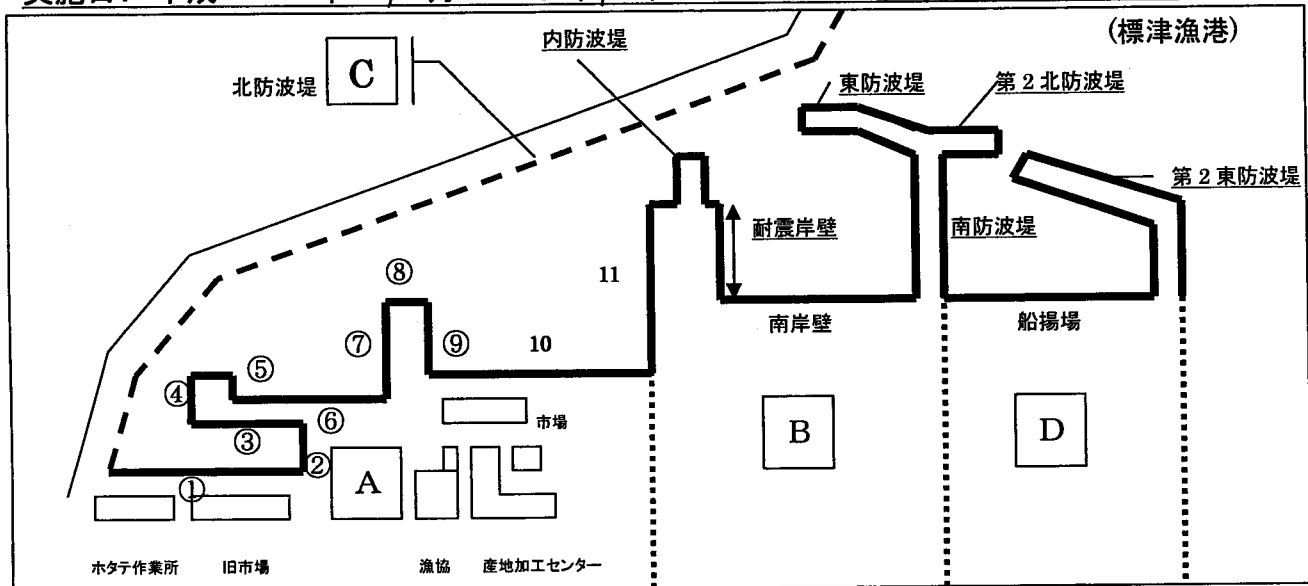 (標津漁港)
内防波堤
C
北防波堤
東防波堤
第2北防波堤
第2東防波堤
耐震岸壁
南防波堤
⑧
11
南岸壁
船揚場
⑦
⑨
10
⑤
④
⑥
市場
③
②
A
B
D
①
ホタテ作業所
旧市場
漁協
産地加工センター